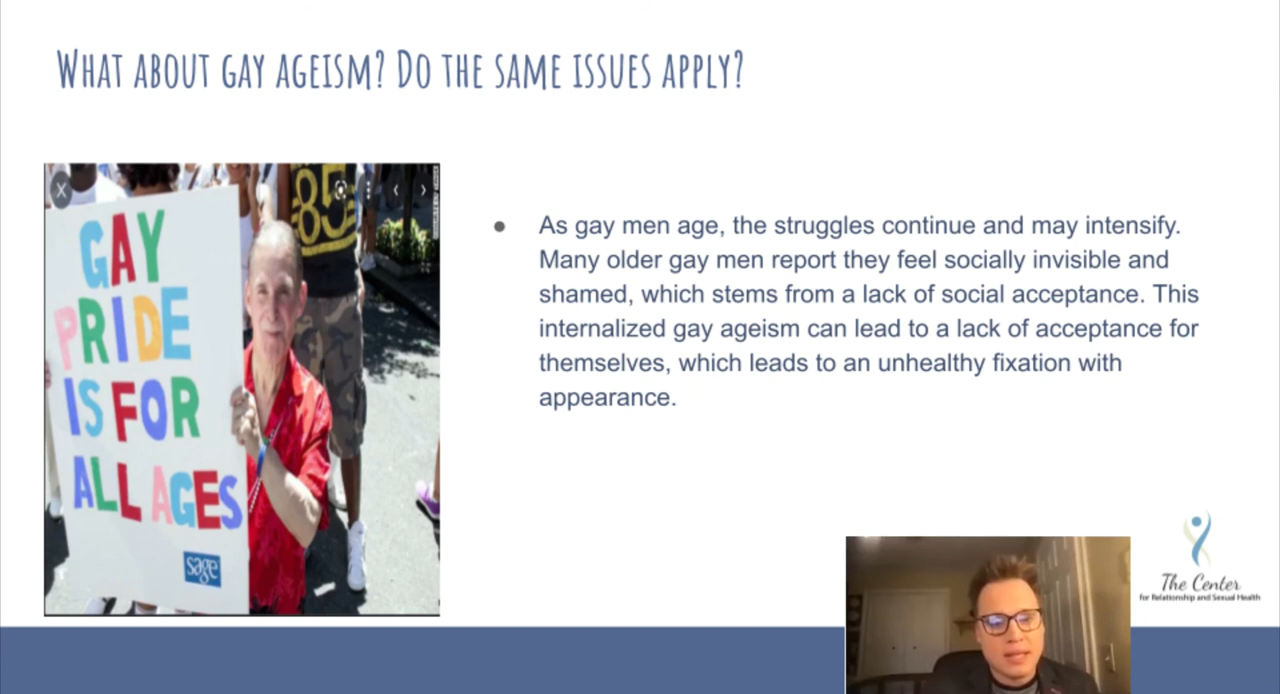 WHAT ABOUT GAY AGEISM? DO THE SAME ISSUES APPLY?
GAY
PRIDE
IS FOR
ALL AGES
sage
85
● As gay men age, the struggles continue and may intensify.
Many older gay men report they feel socially invisible and
shamed, which stems from a lack of social acceptance. This
internalized gay ageism can lead to a lack of acceptance for
themselves, which leads to an unhealthy fixation with
appearance.
The Center
for Relationship and Sexual Health